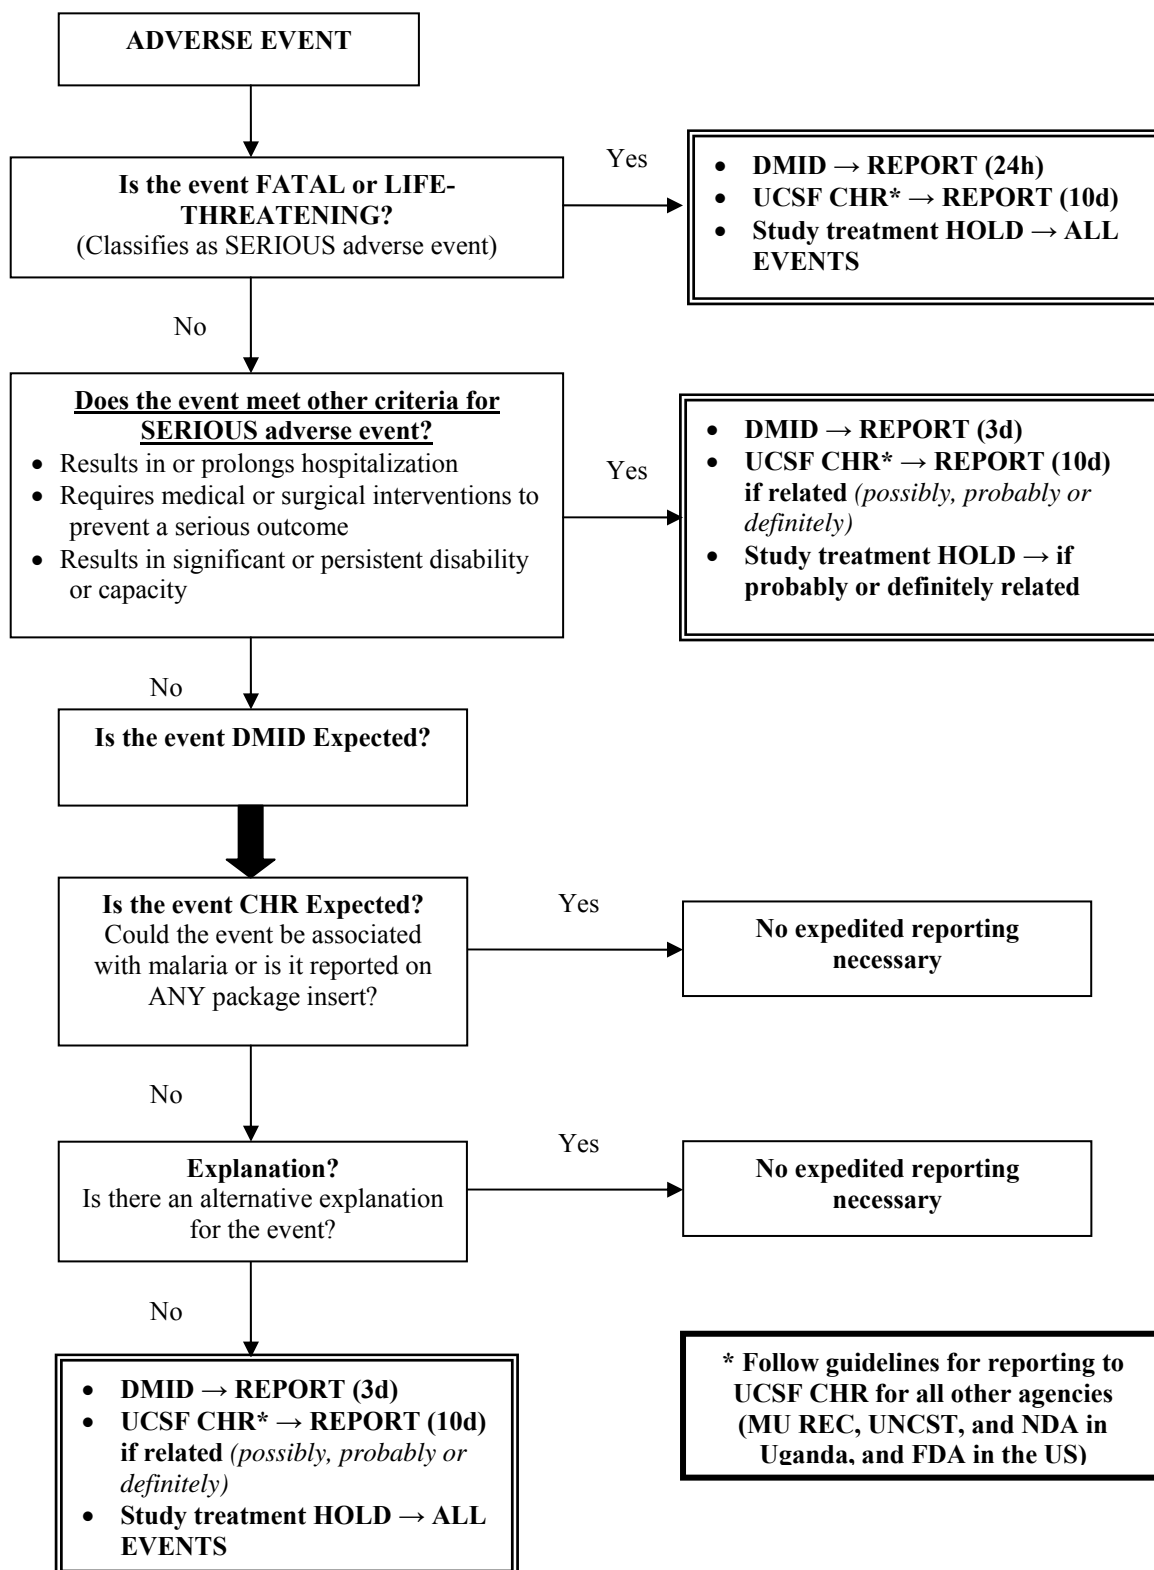 ADVERSE EVENT
Is the event FATAL or LIFE-
THREATENING?
(Classifies as SERIOUS adverse event)
Yes
• DMID → REPORT (24h)
• UCSF CHR* → REPORT (10d)
• Study treatment HOLD → ALL
EVENTS
No
Does the event meet other criteria for
SERIOUS adverse event?
• Results in or prolongs hospitalization
• Requires medical or surgical interventions to
prevent a serious outcome
• Results in significant or persistent disability
or capacity
Yes
• DMID → REPORT (3d)
• UCSF CHR* → REPORT (10d)
if related (possibly, probably or
definitely)
• Study treatment HOLD → if
probably or definitely related
No
Is the event DMID Expected?
Is the event CHR Expected?
Could the event be associated
with malaria or is it reported on
ANY package insert?
Yes
No expedited reporting
necessary
No
Explanation?
Is there an alternative explanation
for the event?
Yes
No expedited reporting
necessary
No
• DMID → REPORT (3d)
• UCSF CHR* → REPORT (10d)
if related (possibly, probably or
definitely)
• Study treatment HOLD → ALL
EVENTS
* Follow guidelines for reporting to
UCSF CHR for all other agencies
(MU REC, UNCST, and NDA in
Uganda, and FDA in the US)